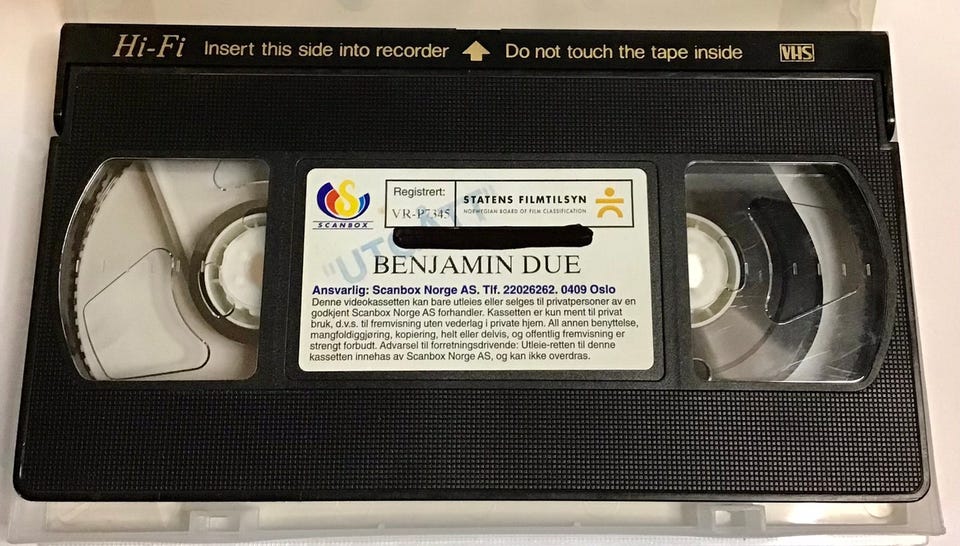 Hi-Fi Insert this side into recorder Do not touch the tape inside VHS
SCANBOX
Registrert:
VR-P7345
STATENS FILMTILSYN
NORWEGIAN BOARD OF FILM CLASSIFICATION
"UTGÅTT"
BENJAMIN DUE
Ansvarlig: Scanbox Norge AS. Tlf. 22026262. 0409 Oslo
Denne videokassetten kan bare utleies eller selges til privatpersoner av en
godkjent Scanbox Norge AS forhandler. Kassetten er kun ment til privat
bruk, d.v.s. til fremvisning uten vederlag i private hjem. All annen benyttelse,
mangfoldiggjøring, kopiering, helt eller delvis, og offentlig fremvisning er
strengt forbudt. Advarsel til forretningsdrivende: Utleie-retten til denne
kassetten innehas av Scanbox Norge AS, og kan ikke overdras.